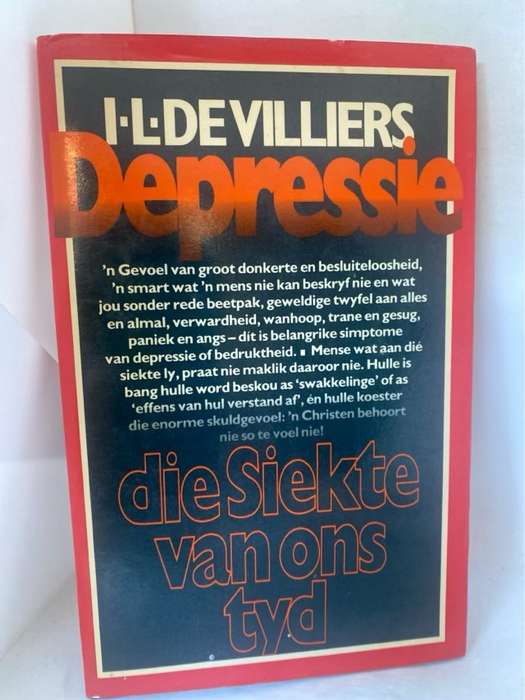 I·L·DE VILLIERS
Depressie
'n Gevoel van groot donkerte en besluiteloosheid,
'n smart wat 'n mens nie kan beskryf nie en wat
jou sonder rede beetpak, geweldige twyfel aan alles
en almal, verwardheid, wanhoop, trane en gesug,
paniek en angs – dit is belangrike simptome
van depressie of bedruktheid. ▪ Mense wat aan dié
siekte ly, praat nie maklik daaroor nie. Hulle is
bang hulle word beskou as 'swakkelinge' of as
'effens van hul verstand af', én hulle koester
die enorme skuldgevoel: 'n Christen behoort
nie so te voel nie!
die Siekte
van ons
tyd